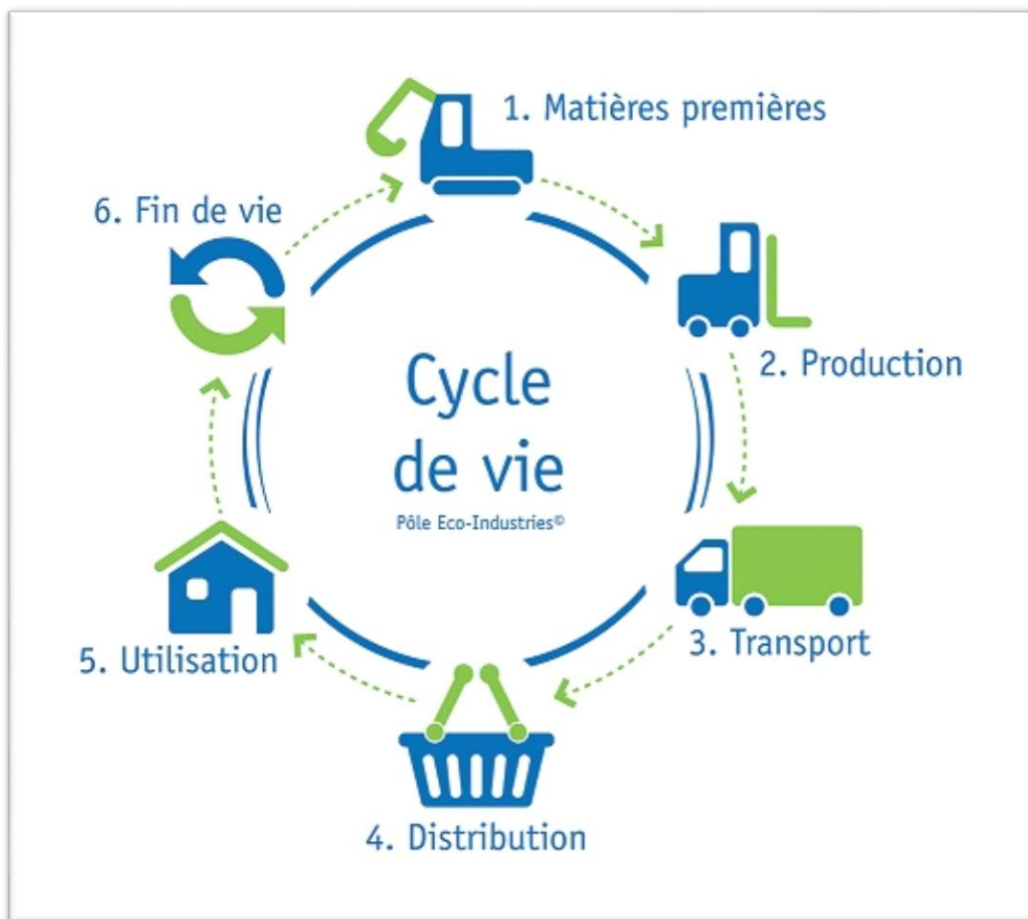 1. Matières premières
2. Production
3. Transport
4. Distribution
5. Utilisation
6. Fin de vie
Cycle
de vie
Pôle Eco-Industries©